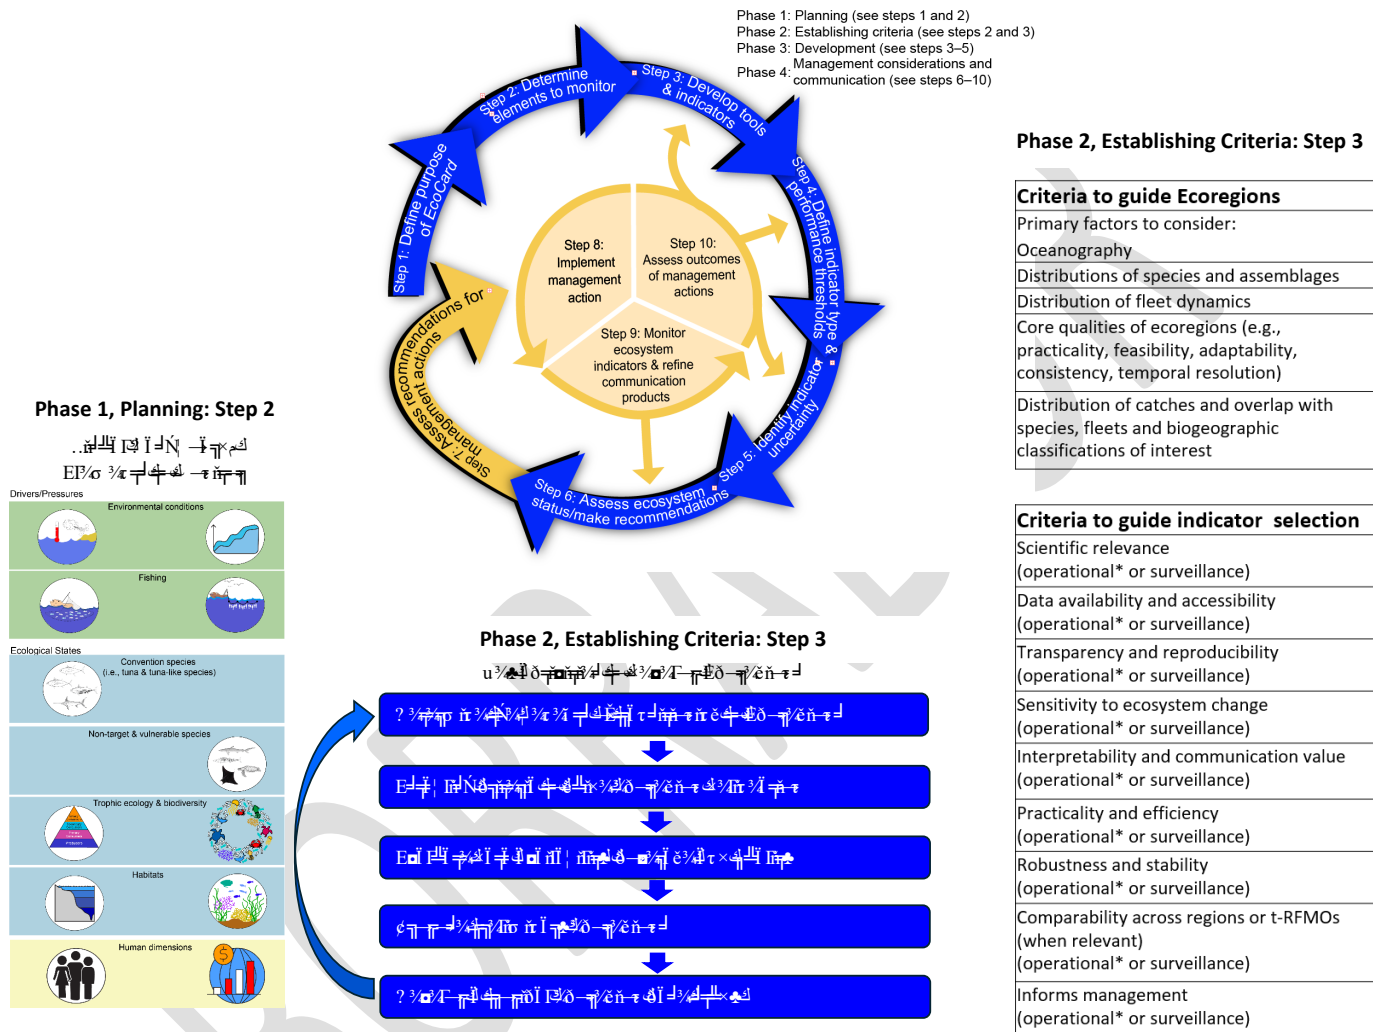 Phase 1: Planning (see steps 1 and 2)
Phase 2: Establishing criteria (see steps 2 and 3)
Phase 3: Development (see steps 3–5)
Phase 4: Management considerations and
communication (see steps 6–10)
Step 1: Define purpose
of EcoCard
Step 2: Determine
elements to monitor
Step 3: Develop tools
& indicators
Step 4: Define indicator type &
performance thresholds
Step 5: Identify indicator
uncertainty
Step 6: Assess ecosystem
status/make recommendations
Step 7: Assess recommendations for
management actions
Step 8:
Implement
management
action
Step 10:
Assess outcomes
of management
actions
Step 9: Monitor
ecosystem
indicators & refine
communication
products
Phase 1, Planning: Step 2
Drivers/Pressures
Environmental conditions
Fishing
Ecological States
Convention species
(i.e., tuna & tuna-like species)
Non-target & vulnerable species
Trophic ecology & biodiversity
Habitats
Human dimensions
Phase 2, Establishing Criteria: Step 3
Phase 2, Establishing Criteria: Step 3
Criteria to guide Ecoregions
Primary factors to consider:
Oceanography
Distributions of species and assemblages
Distribution of fleet dynamics
Core qualities of ecoregions (e.g.,
practicality, feasibility, adaptability,
consistency, temporal resolution)
Distribution of catches and overlap with
species, fleets and biogeographic
classifications of interest
Criteria to guide indicator selection
Scientific relevance
(operational* or surveillance)
Data availability and accessibility
(operational* or surveillance)
Transparency and reproducibility
(operational* or surveillance)
Sensitivity to ecosystem change
(operational* or surveillance)
Interpretability and communication value
(operational* or surveillance)
Practicality and efficiency
(operational* or surveillance)
Robustness and stability
(operational* or surveillance)
Comparability across regions or t-RFMOs
(when relevant)
(operational* or surveillance)
Informs management
(operational* or surveillance)